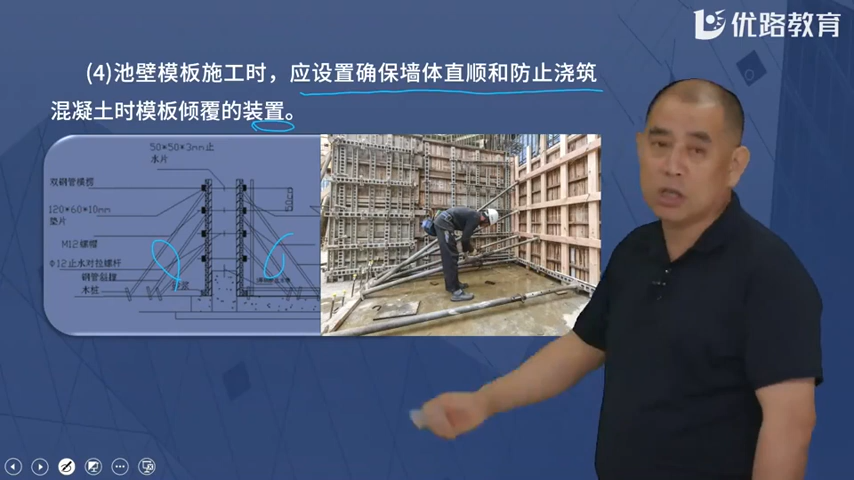 优路教育
(4)池壁模板施工时，应设置确保墙体直顺和防止浇筑
混凝土时模板倾覆的装置。
50*50*3mm止
水片
双钢管横楞
120*60*10mm
垫片
M12螺帽
Φ12止水对拉螺杆
钢管斜撑
木桩